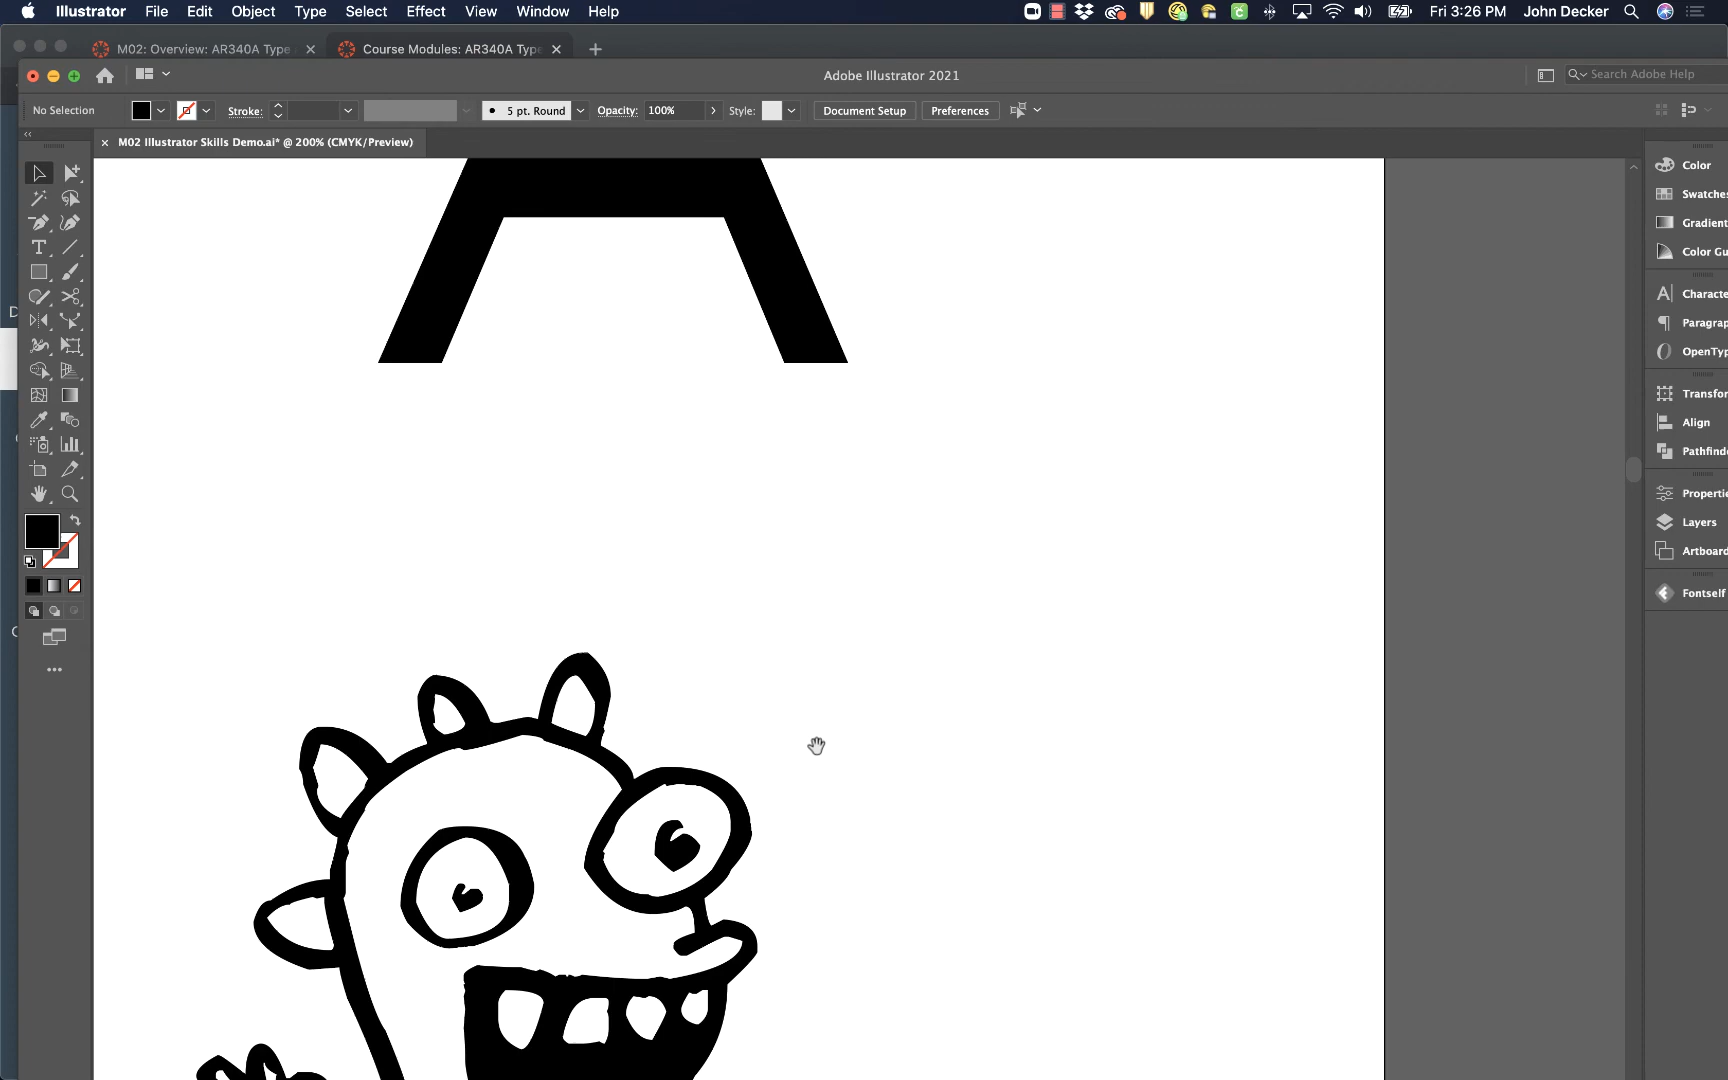 Illustrator File Edit Object Type Select Effect View Window Help Fri 3:26 PM John Decker
M02: Overview: AR340A Type Course Modules: AR340A Type
Adobe Illustrator 2021 Search Adobe Help
No Selection Stroke: 5 pt. Round Opacity: 100% Style: Document Setup Preferences
M02 Illustrator Skills Demo.ai* @ 200% (CMYK/Preview)
Color
Swatches
Gradient
Color Gu
Characte
Paragrap
OpenTyp
Transfor
Align
Pathfinde
Propertie
Layers
Artboard
Fontself
A